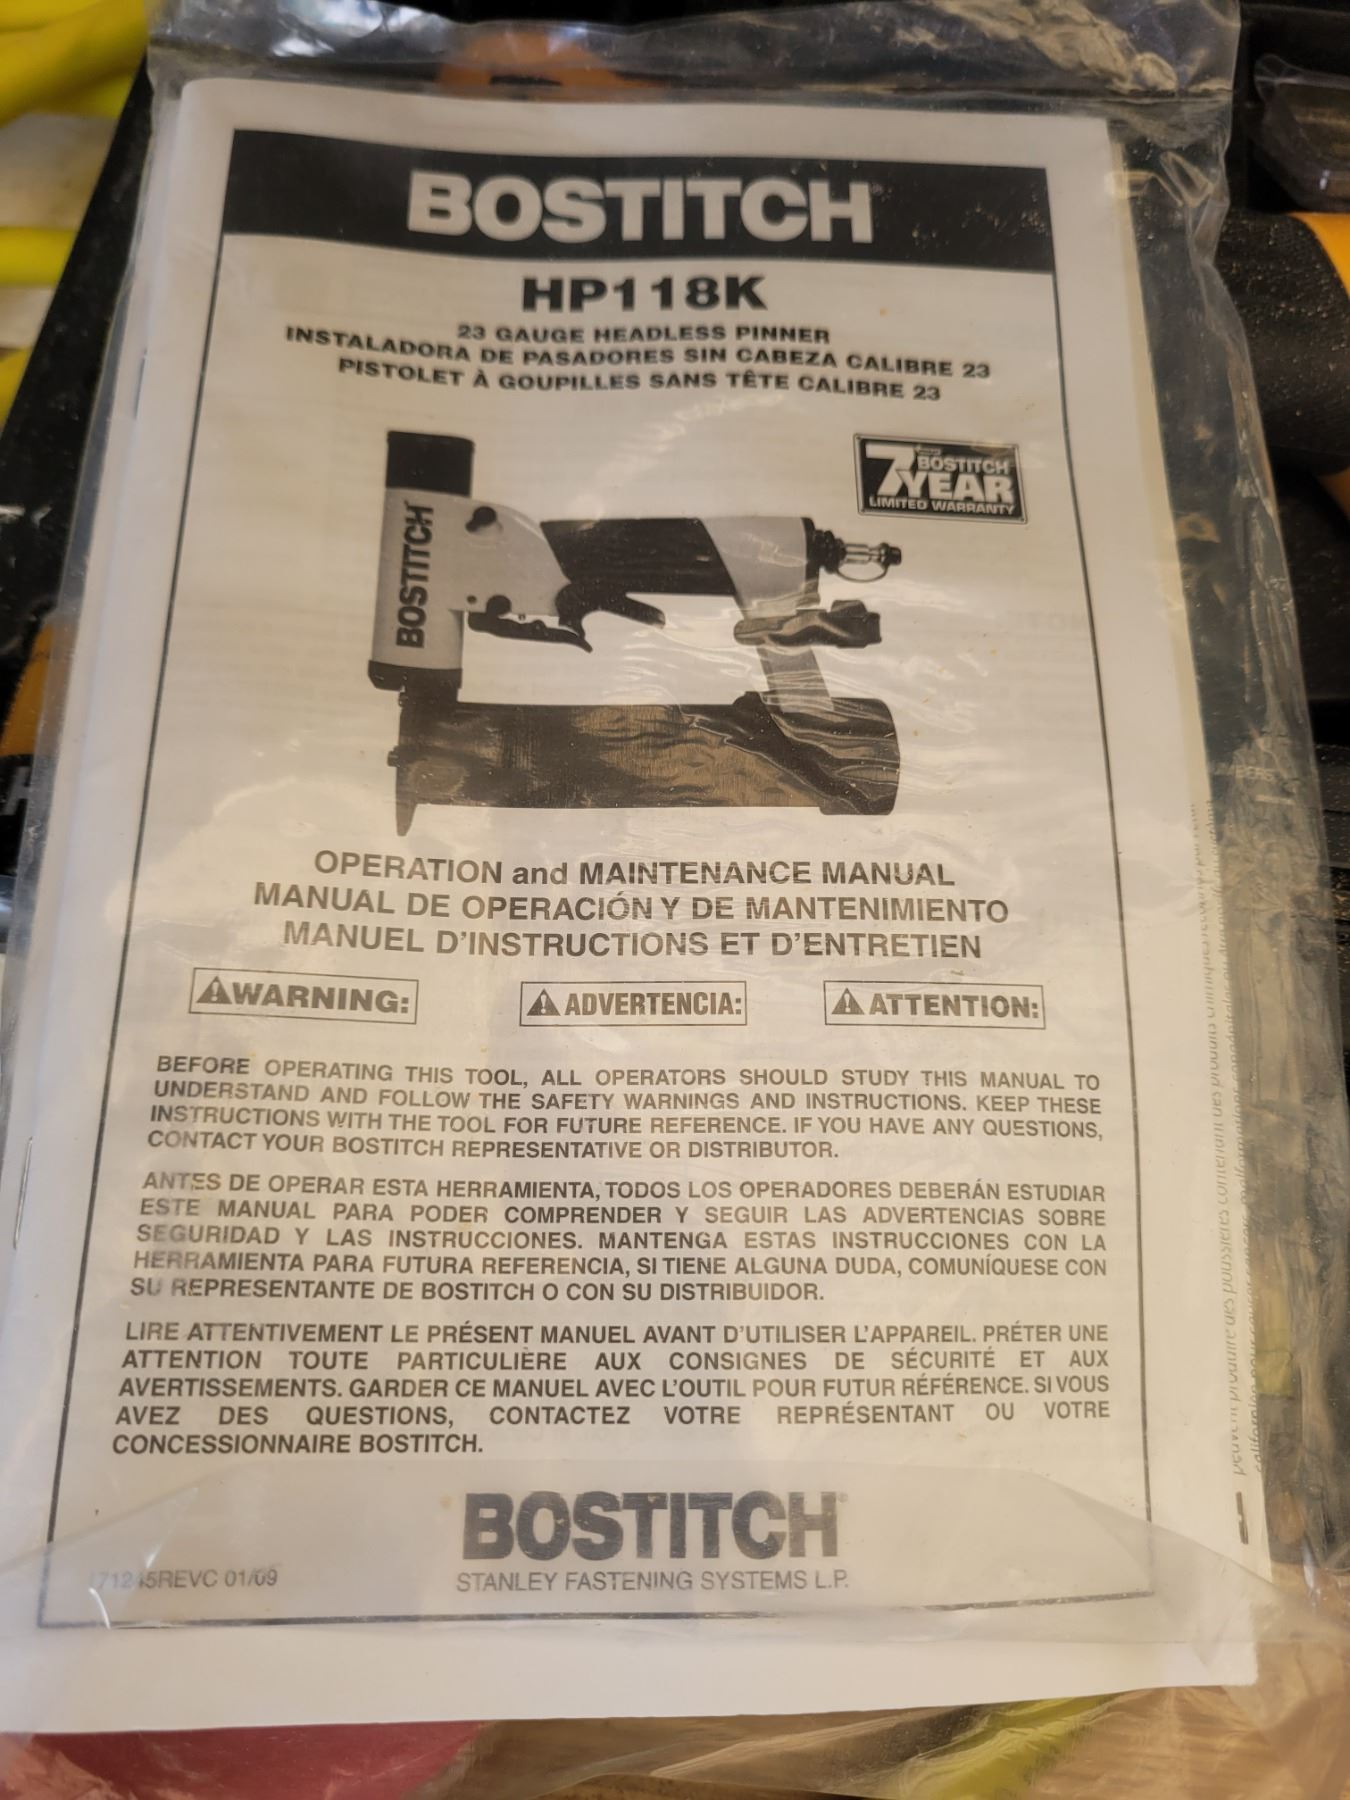 BOSTITCH
HP118K
23 GAUGE HEADLESS PINNER
INSTALADORA DE PASADORES SIN CABEZA CALIBRE 23
PISTOLET À GOUPILLES SANS TÊTE CALIBRE 23
7 BOSTITCH
YEAR
LIMITED WARRANTY
BOSTITCH
OPERATION and MAINTENANCE MANUAL
MANUAL DE OPERACIÓN Y DE MANTENIMIENTO
MANUEL D'INSTRUCTIONS ET D'ENTRETIEN
WARNING:
ADVERTENCIA:
ATTENTION:
BEFORE OPERATING THIS TOOL, ALL OPERATORS SHOULD STUDY THIS MANUAL TO
UNDERSTAND AND FOLLOW THE SAFETY WARNINGS AND INSTRUCTIONS. KEEP THESE
INSTRUCTIONS WITH THE TOOL FOR FUTURE REFERENCE. IF YOU HAVE ANY QUESTIONS,
CONTACT YOUR BOSTITCH REPRESENTATIVE OR DISTRIBUTOR.
ANTES DE OPERAR ESTA HERRAMIENTA, TODOS LOS OPERADORES DEBERÁN ESTUDIAR
ESTE MANUAL PARA PODER COMPRENDER Y SEGUIR LAS ADVERTENCIAS SOBRE
SEGURIDAD Y LAS INSTRUCCIONES. MANTENGA ESTAS INSTRUCCIONES CON LA
HERRAMIENTA PARA FUTURA REFERENCIA, SI TIENE ALGUNA DUDA, COMUNÍQUESE CON
SU REPRESENTANTE DE BOSTITCH O CON SU DISTRIBUIDOR.
LIRE ATTENTIVEMENT LE PRÉSENT MANUEL AVANT D'UTILISER L'APPAREIL. PRÉTER UNE
ATTENTION TOUTE PARTICULIÈRE AUX CONSIGNES DE SÉCURITÉ ET AUX
AVERTISSEMENTS. GARDER CE MANUEL AVEC L'OUTIL POUR FUTUR RÉFÉRENCE. SI VOUS
AVEZ DES QUESTIONS, CONTACTEZ VOTRE REPRÉSENTANT OU VOTRE
CONCESSIONNAIRE BOSTITCH.
BOSTITCH
STANLEY FASTENING SYSTEMS L.P.
171245REVC 01/09